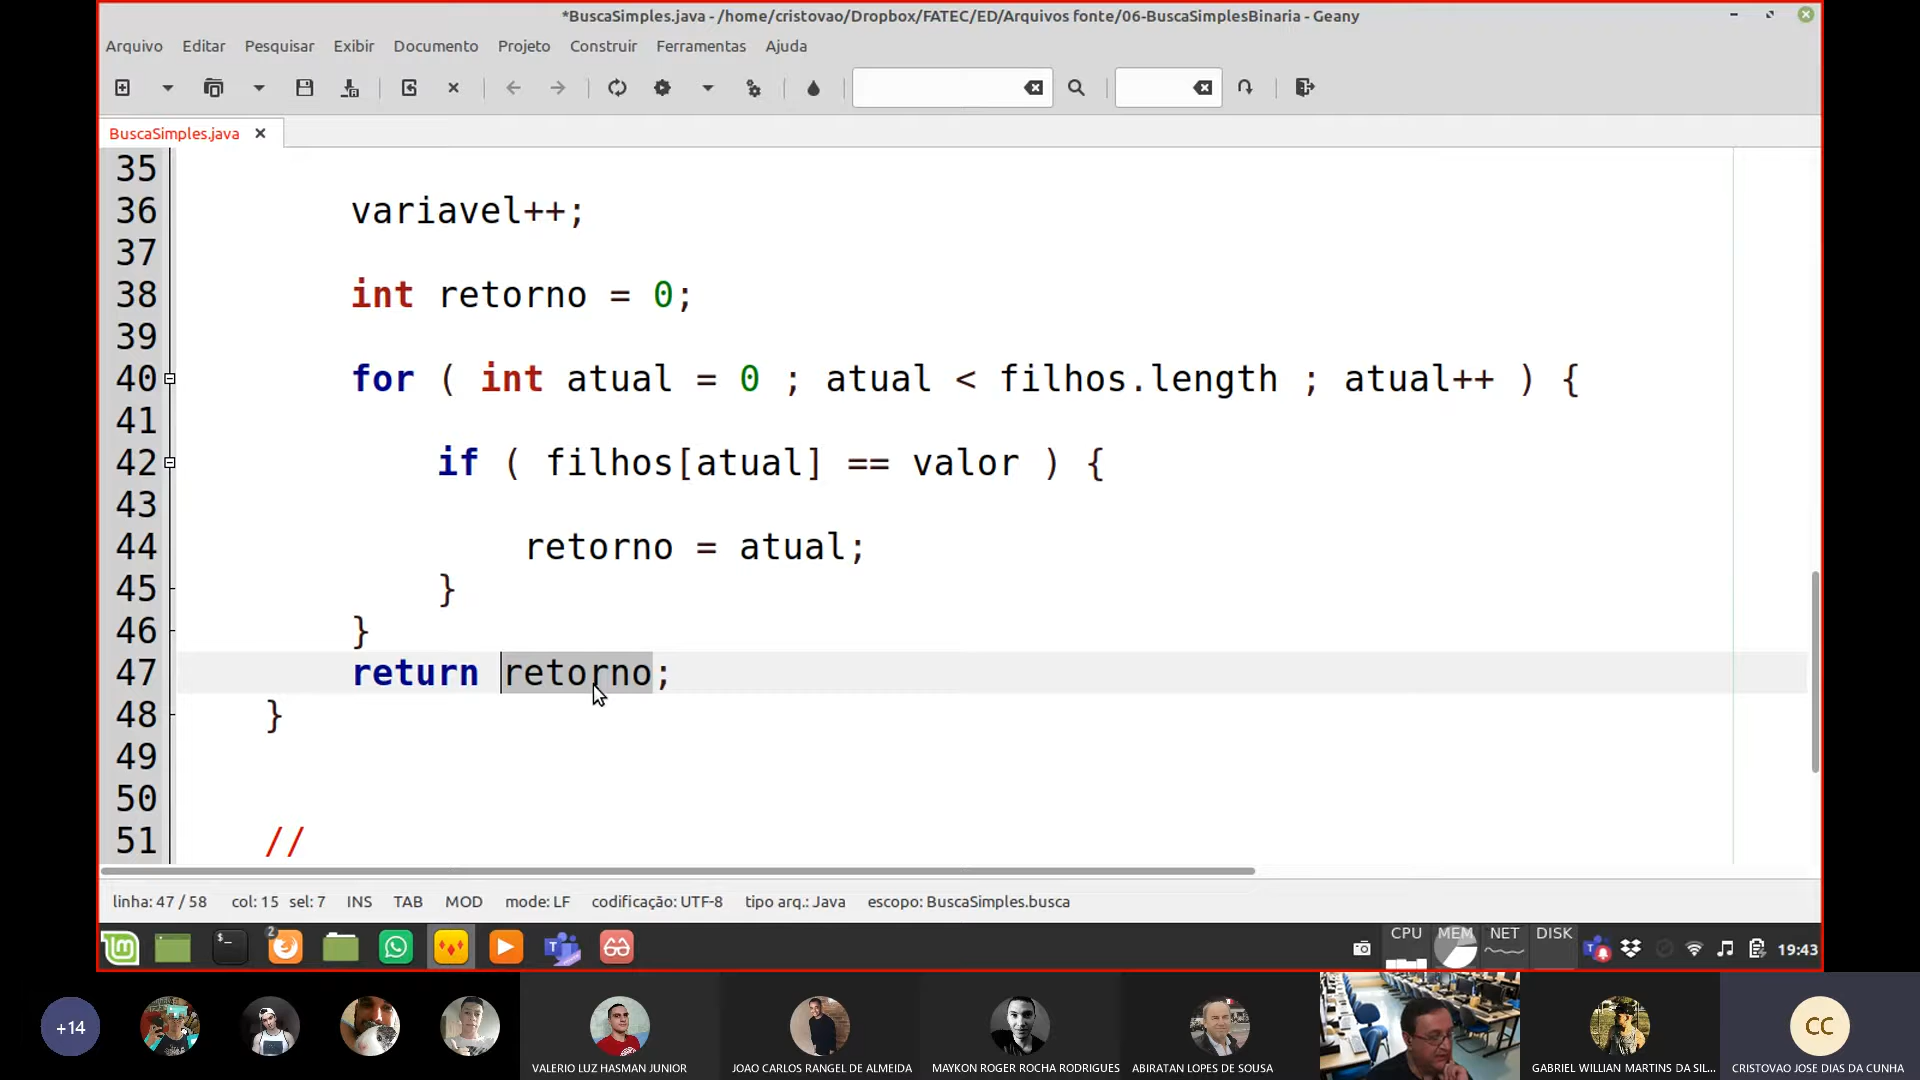 *BuscaSimples.java - /home/cristovao/Dropbox/FATEC/ED/Arquivos fonte/06-BuscaSimplesBinaria - Geany
Arquivo Editar Pesquisar Exibir Documento Projeto Construir Ferramentas Ajuda
BuscaSimples.java
35
36 variavel++;
37
38 int retorno = 0;
39
40 for ( int atual = 0 ; atual < filhos.length ; atual++ ) {
41
42 if ( filhos[atual] == valor ) {
43
44 retorno = atual;
45 }
46 }
47 return retorno;
48 }
49
50
51 //
linha: 47 / 58 col: 15 sel: 7 INS TAB MOD mode: LF codificação: UTF-8 tipo arq.: Java escopo: BuscaSimples.busca
2 CPU MEM NET DISK 19:43
+14 CC
VALERIO LUZ HASMAN JUNIOR JOAO CARLOS RANGEL DE ALMEIDA MAYKON ROGER ROCHA RODRIGUES ABIRATAN LOPES DE SOUSA GABRIEL WILLIAN MARTINS DA SIL... CRISTOVAO JOSE DIAS DA CUNHA